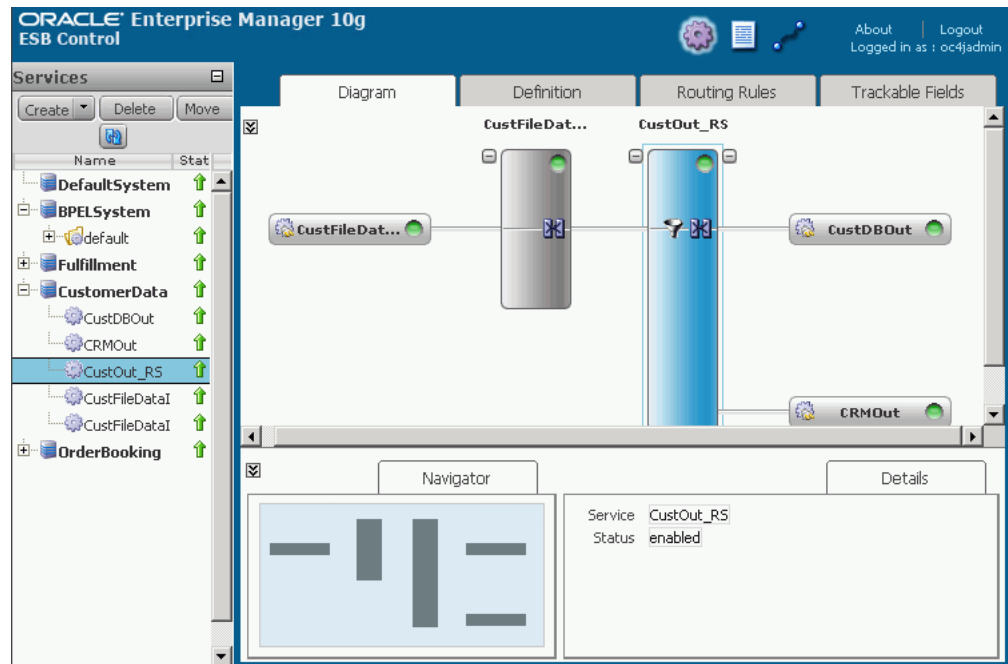 ORACLE Enterprise Manager 10g
ESB Control
About | Logout
Logged in as : oc4jadmin
Services
Create Delete Move
Name Stat
DefaultSystem
BPELSystem
default
Fulfillment
CustomerData
CustDBOut
CRMOut
CustOut_RS
CustFileDataI
CustFileDataI
OrderBooking
Diagram Definition Routing Rules Trackable Fields
CustFileDat... CustOut_RS
CustFileDat... CustDBOut
CRMOut
Navigator
Details
Service CustOut_RS
Status enabled